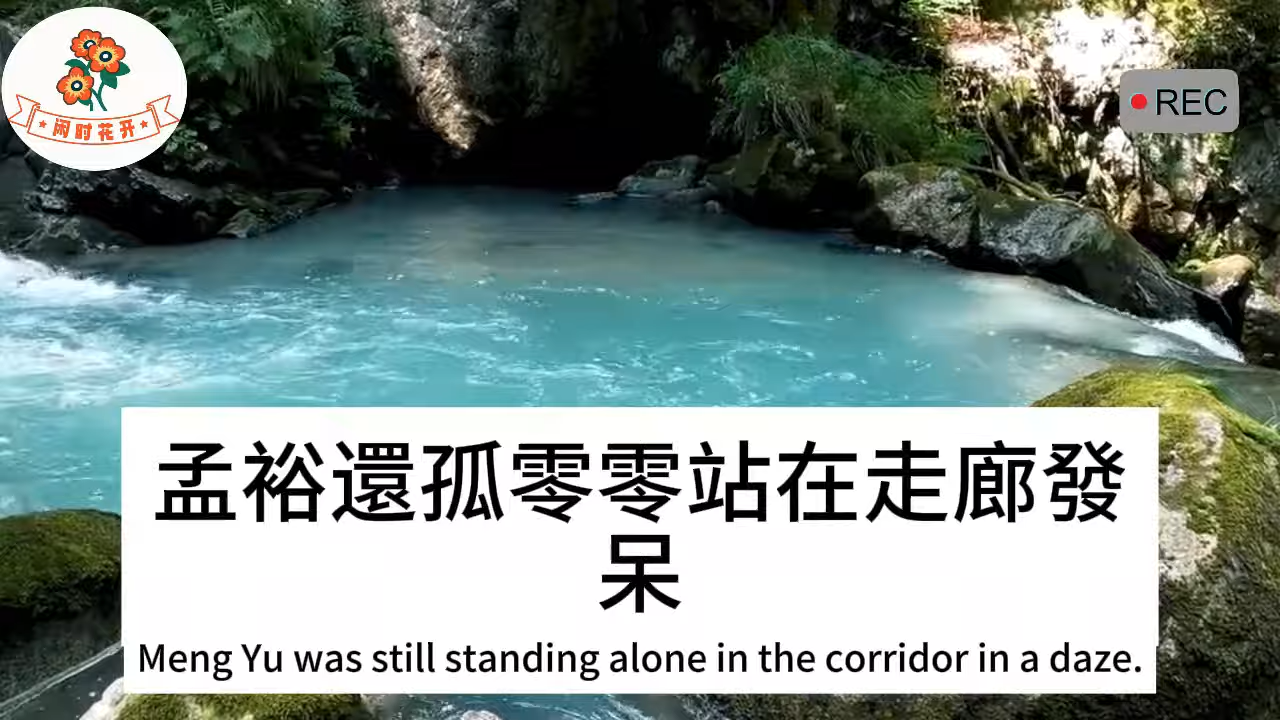 闲时花开
REC
孟裕還孤零零站在走廊發
呆
Meng Yu was still standing alone in the corridor in a daze.